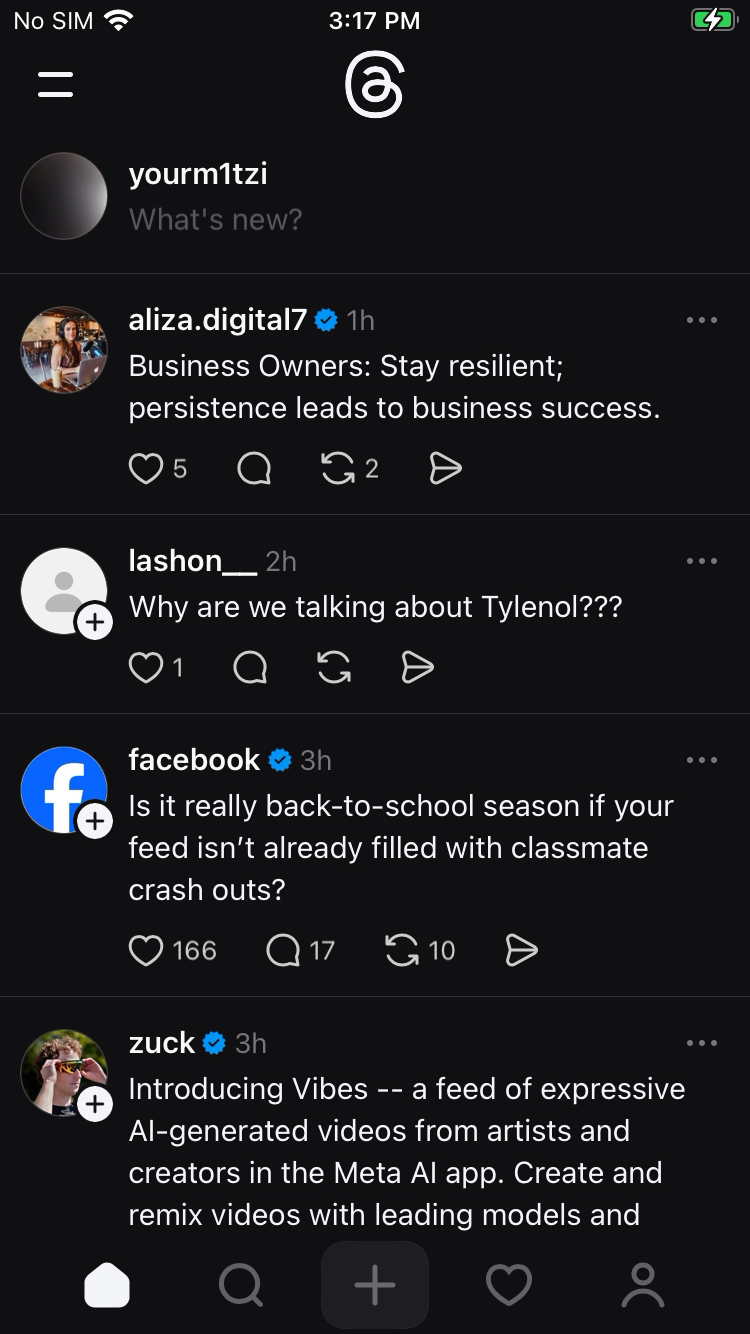 No SIM 3:17 PM
yourm1tzi
What's new?
aliza.digital7 1h
Business Owners: Stay resilient;
persistence leads to business success.
5 2
lashon__ 2h
Why are we talking about Tylenol???
1
facebook 3h
Is it really back-to-school season if your
feed isn’t already filled with classmate
crash outs?
166 17 10
zuck 3h
Introducing Vibes -- a feed of expressive
AI-generated videos from artists and
creators in the Meta AI app. Create and
remix videos with leading models and